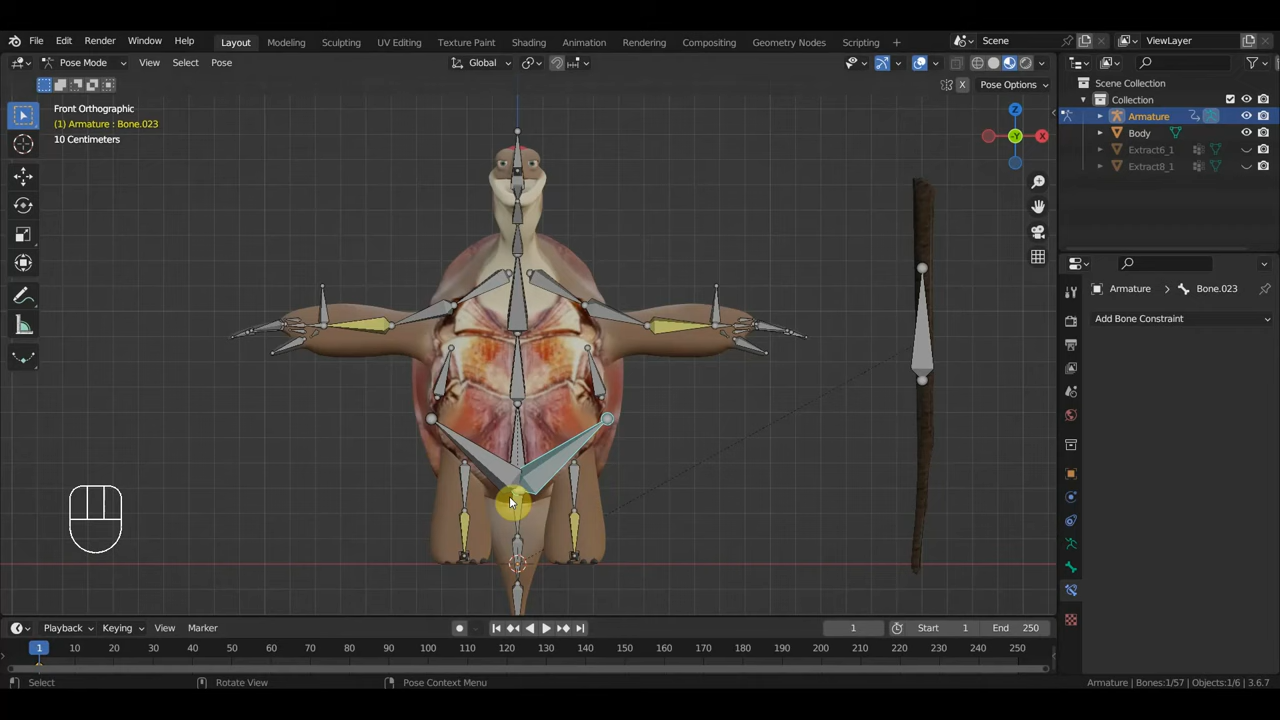 File Edit Render Window Help Layout Modeling Sculpting UV Editing Texture Paint Shading Animation Rendering Compositing Geometry Nodes Scripting + Scene ViewLayer
Pose Mode View Select Pose Global
X Pose Options
Scene Collection
Collection
Armature
Body
Extract6_1
Extract8_1
Front Orthographic
(1) Armature : Bone.023
10 Centimeters
Z
-Y
X
Armature > Bone.023
Add Bone Constraint
Playback Keying View Marker 1 Start 1 End 250
1 10 20 30 40 50 60 70 80 90 100 110 120 130 140 150 160 170 180 190 200 210 220 230 240 250
Select Rotate View Pose Context Menu Armature | Bones:1/57 | Objects:1/6 | 3.6.7